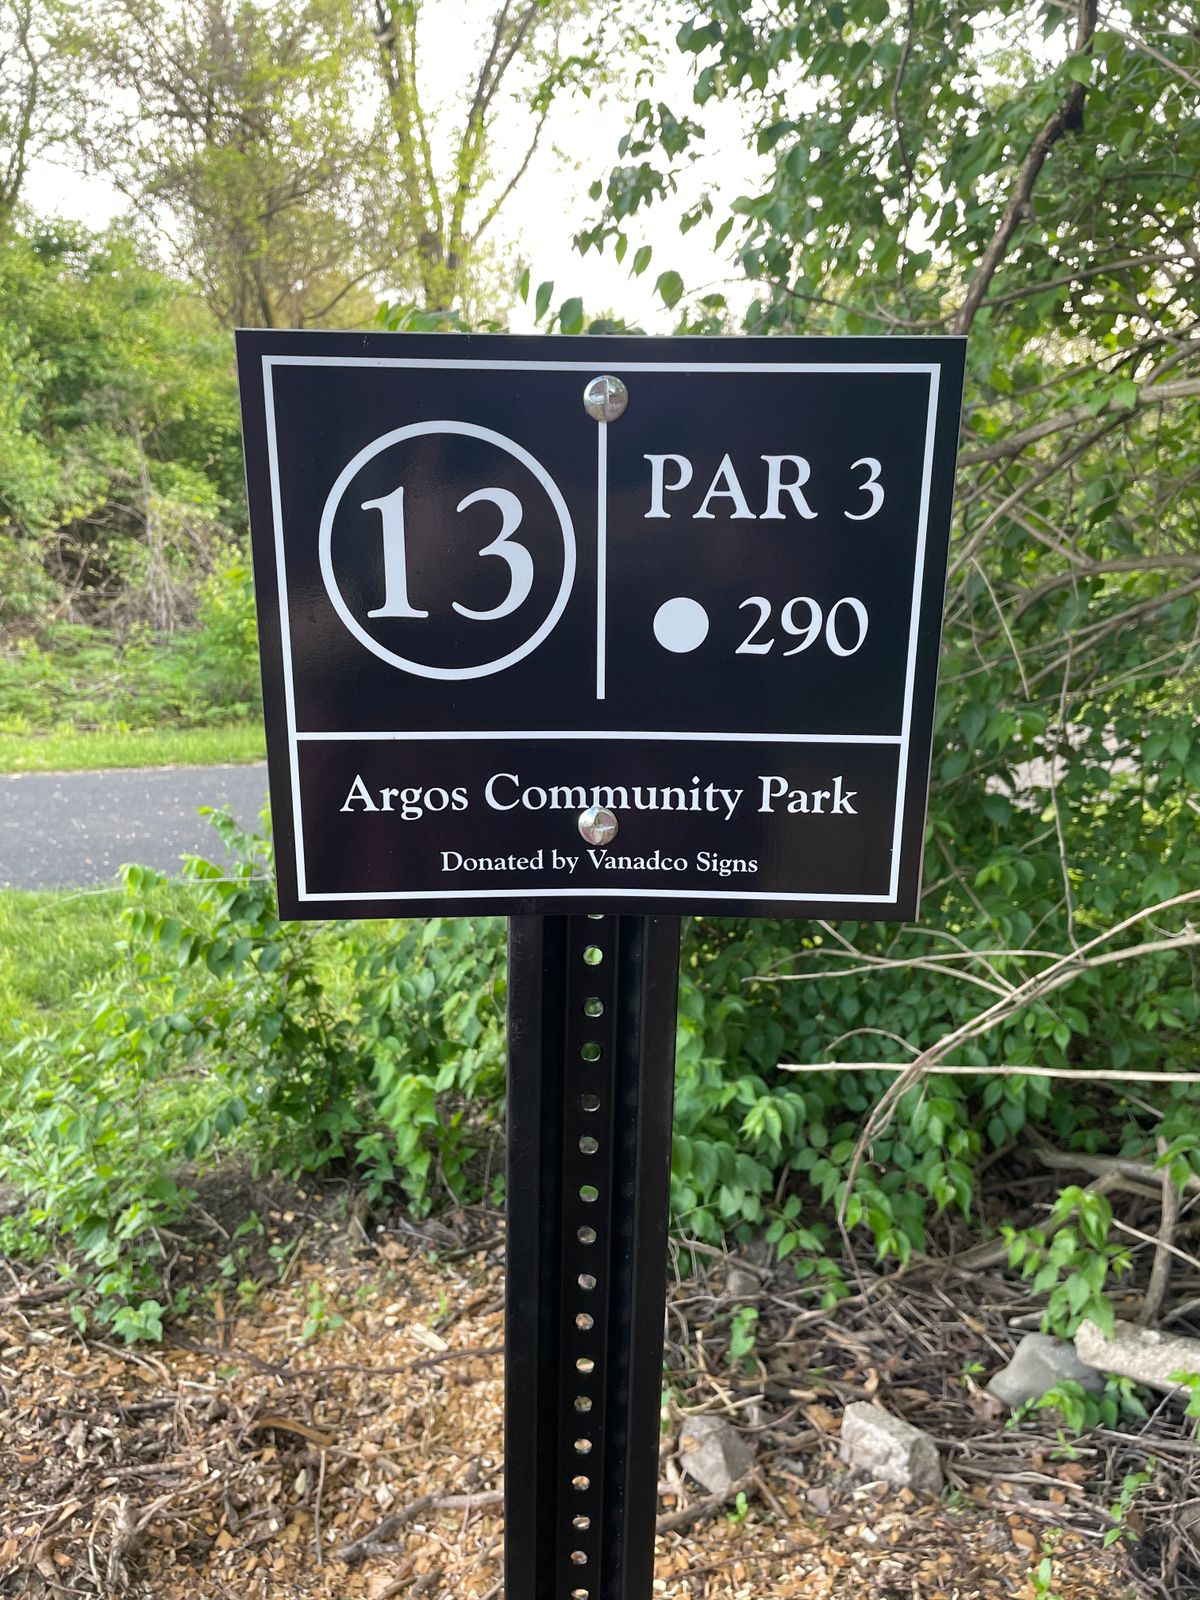 13
PAR 3
290
Argos Community Park
Donated by Vanadco Signs